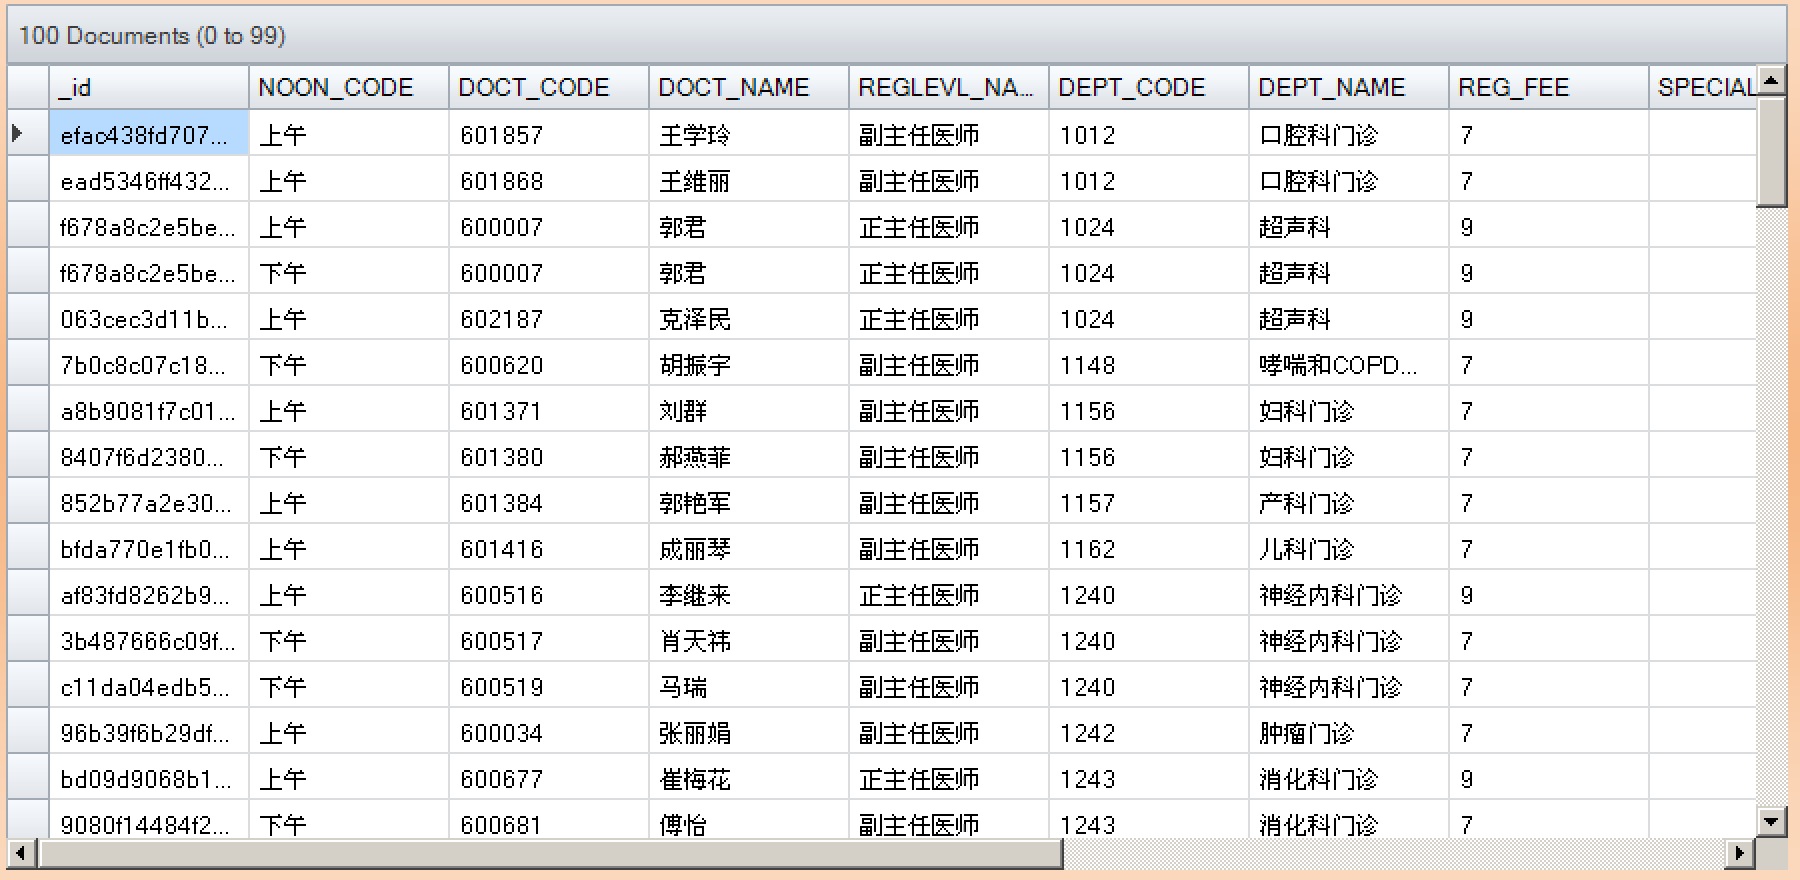 100 Documents (0 to 99)
_id NOON_CODE DOCT_CODE DOCT_NAME REGLEVL_NA... DEPT_CODE DEPT_NAME REG_FEE SPECIAL
efac438fd707... 上午 601857 王学玲 副主任医师 1012 口腔科门诊 7
ead5346ff432... 上午 601868 王维丽 副主任医师 1012 口腔科门诊 7
f678a8c2e5be... 上午 600007 郭君 正主任医师 1024 超声科 9
f678a8c2e5be... 下午 600007 郭君 正主任医师 1024 超声科 9
063cec3d11b... 上午 602187 克泽民 正主任医师 1024 超声科 9
7b0c8c07c18... 下午 600620 胡振宇 副主任医师 1148 哮喘和COPD... 7
a8b9081f7c01... 上午 601371 刘群 副主任医师 1156 妇科门诊 7
8407f6d2380... 下午 601380 郝燕菲 副主任医师 1156 妇科门诊 7
852b77a2e30... 上午 601384 郭艳军 副主任医师 1157 产科门诊 7
bfda770e1fb0... 上午 601416 成丽琴 副主任医师 1162 儿科门诊 7
af83fd8262b9... 上午 600516 李继来 正主任医师 1240 神经内科门诊 9
3b487666c09f... 下午 600517 肖天祎 副主任医师 1240 神经内科门诊 7
c11da04edb5... 下午 600519 马瑞 副主任医师 1240 神经内科门诊 7
96b39f6b29df... 上午 600034 张丽娟 副主任医师 1242 肿瘤门诊 7
bd09d9068b1... 上午 600677 崔梅花 正主任医师 1243 消化科门诊 9
9080f14484f2... 下午 600681 傅怡 副主任医师 1243 消化科门诊 7